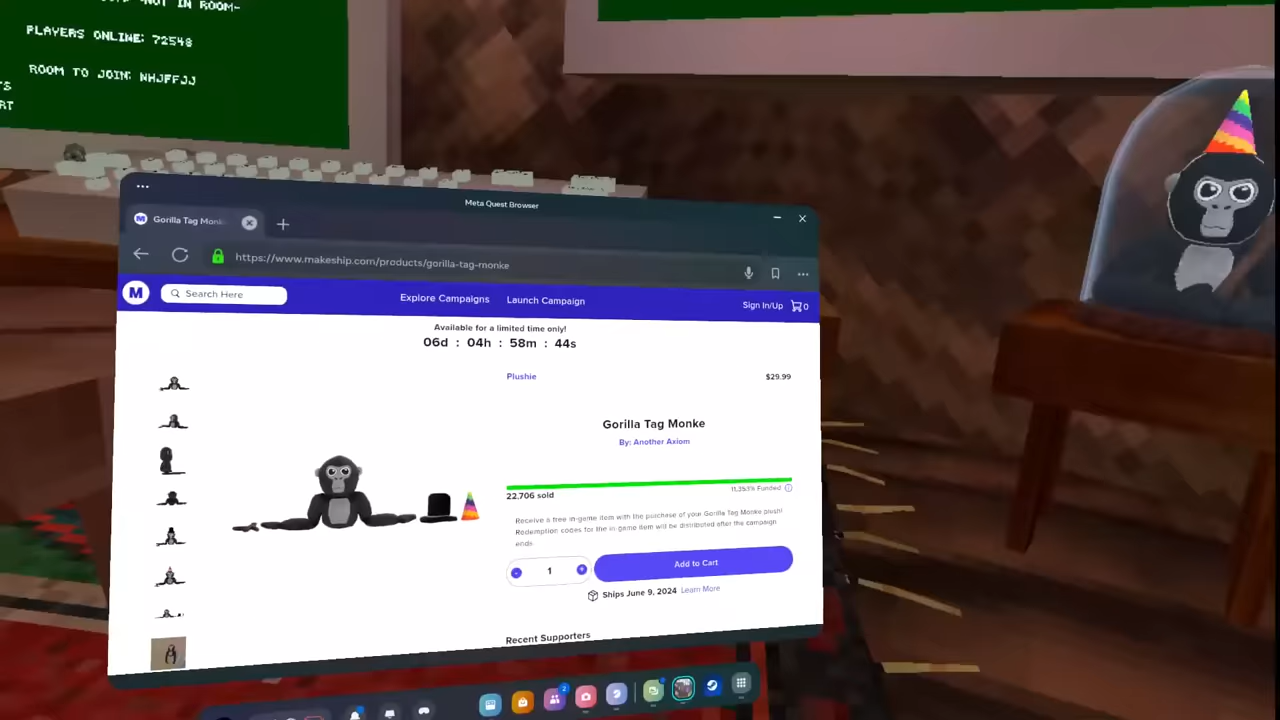 NOT IN ROOM-
PLAYERS ONLINE: 72548
ROOM TO JOIN: NHJFFJJ
Meta Quest Browser
Gorilla Tag Monke
https://www.makeship.com/products/gorilla-tag-monke
M
Search Here
Explore Campaigns
Launch Campaign
Sign In/Up
0
Available for a limited time only!
06d : 04h : 58m : 44s
Plushie
$29.99
Gorilla Tag Monke
By: Another Axiom
22,706 sold
11,353% Funded
Receive a free in-game item with the purchase of your Gorilla Tag Monke plush!
Redemption codes for the in-game item will be distributed after the campaign
ends
- 1 +
Add to Cart
Ships June 9, 2024 Learn More
Recent Supporters
2